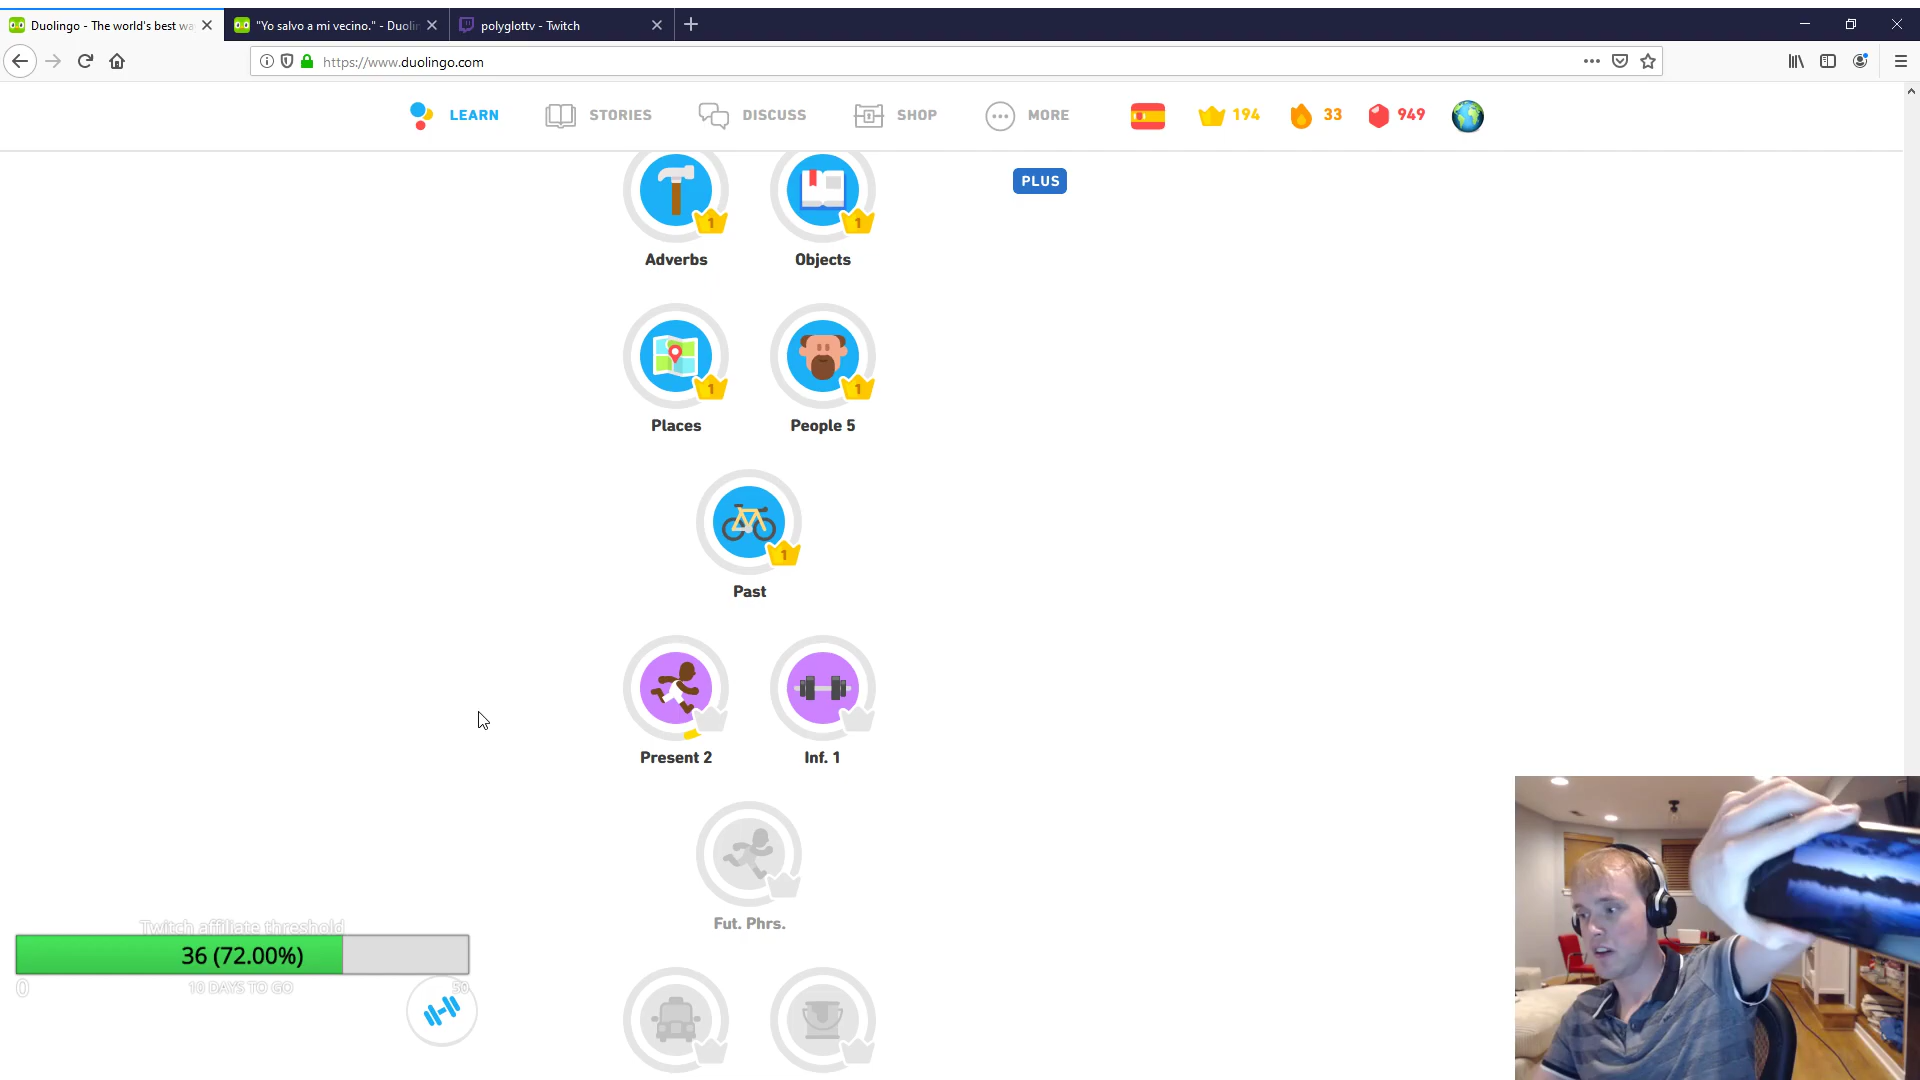 Duolingo - The world's best wa
"Yo salvo a mi vecino." - Duolin
polyglottv - Twitch
https://www.duolingo.com
LEARN
STORIES
DISCUSS
SHOP
MORE
194
33
949
PLUS
1
1
Adverbs
Objects
1
1
Places
People 5
1
Past
Present 2
Inf. 1
Fut. Phrs.
Twitch affiliate threshold
36 (72.00%)
0
10 DAYS TO GO
50